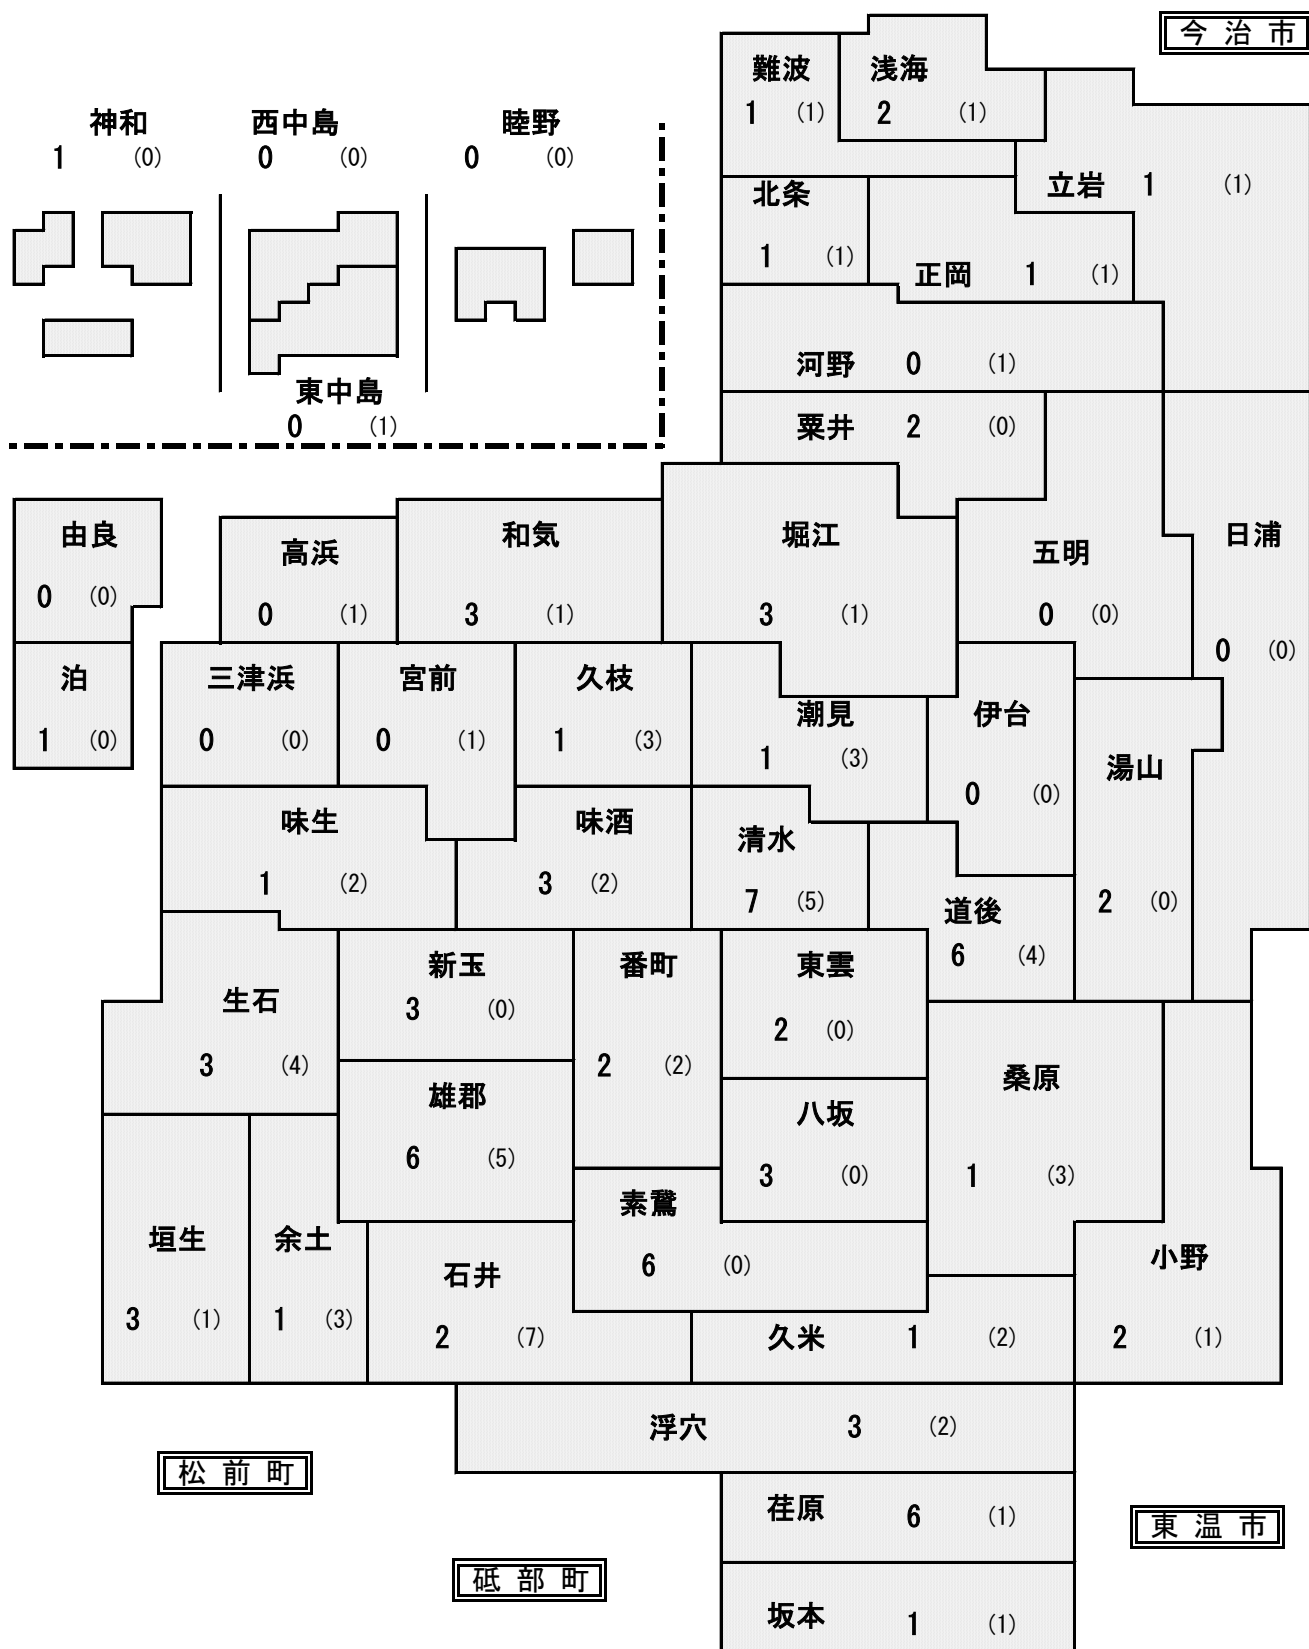 今治市
難波
1 (1)
浅海
2 (1)
神和
1 (0)
西中島
0 (0)
睦野
0 (0)
立岩 1 (1)
北条
1 (1)
正岡 1 (1)
河野 0 (1)
東中島
0 (1)
粟井 2 (0)
由良
0 (0)
高浜
0 (1)
和気
3 (1)
堀江
3 (1)
五明
0 (0)
日浦
0 (0)
泊
1 (0)
三津浜
0 (0)
宮前
0 (1)
久枝
1 (3)
潮見
1 (3)
伊台
0 (0)
湯山
2 (0)
味生
1 (2)
味酒
3 (2)
清水
7 (5)
道後
6 (4)
生石
3 (4)
新玉
3 (0)
番町
2 (2)
東雲
2 (0)
桑原
1 (3)
雄郡
6 (5)
八坂
3 (0)
素鵞
6 (0)
垣生
3 (1)
余土
1 (3)
石井
2 (7)
久米 1 (2)
小野
2 (1)
浮穴 3 (2)
松前町
荏原 6 (1)
東温市
砥部町
坂本 1 (1)